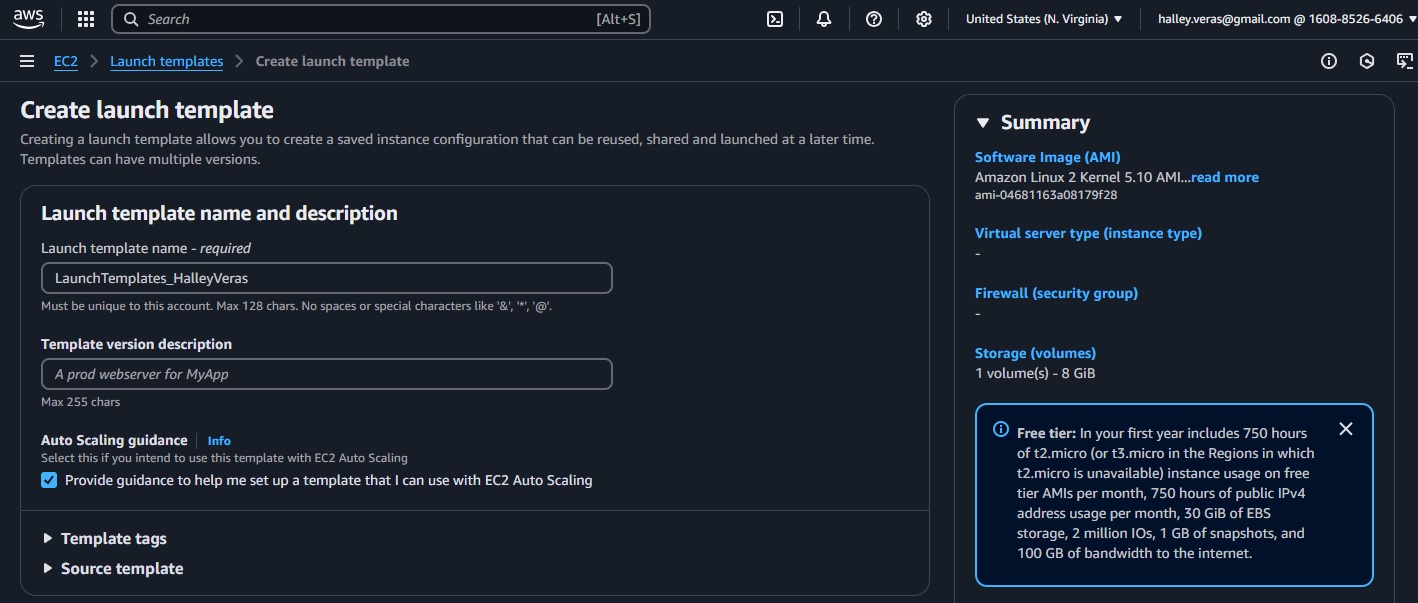 aws
Search
[Alt+S]
United States (N. Virginia)
halley.veras@gmail.com @ 1608-8526-6406
EC2
Launch templates
Create launch template
Create launch template
Creating a launch template allows you to create a saved instance configuration that can be reused, shared and launched at a later time.
Templates can have multiple versions.
Launch template name and description
Launch template name - required
LaunchTemplates_HalleyVeras
Must be unique to this account. Max 128 chars. No spaces or special characters like '&', '*', '@'.
Template version description
A prod webserver for MyApp
Max 255 chars
Auto Scaling guidance
Info
Select this if you intend to use this template with EC2 Auto Scaling
Provide guidance to help me set up a template that I can use with EC2 Auto Scaling
Template tags
Source template
Summary
Software Image (AMI)
Amazon Linux 2 Kernel 5.10 AMI...read more
ami-04681163a08179f28
Virtual server type (instance type)
-
Firewall (security group)
-
Storage (volumes)
1 volume(s) - 8 GiB
Free tier: In your first year includes 750 hours
of t2.micro (or t3.micro in the Regions in which
t2.micro is unavailable) instance usage on free
tier AMIs per month, 750 hours of public IPv4
address usage per month, 30 GiB of EBS
storage, 2 million IOs, 1 GB of snapshots, and
100 GB of bandwidth to the internet.